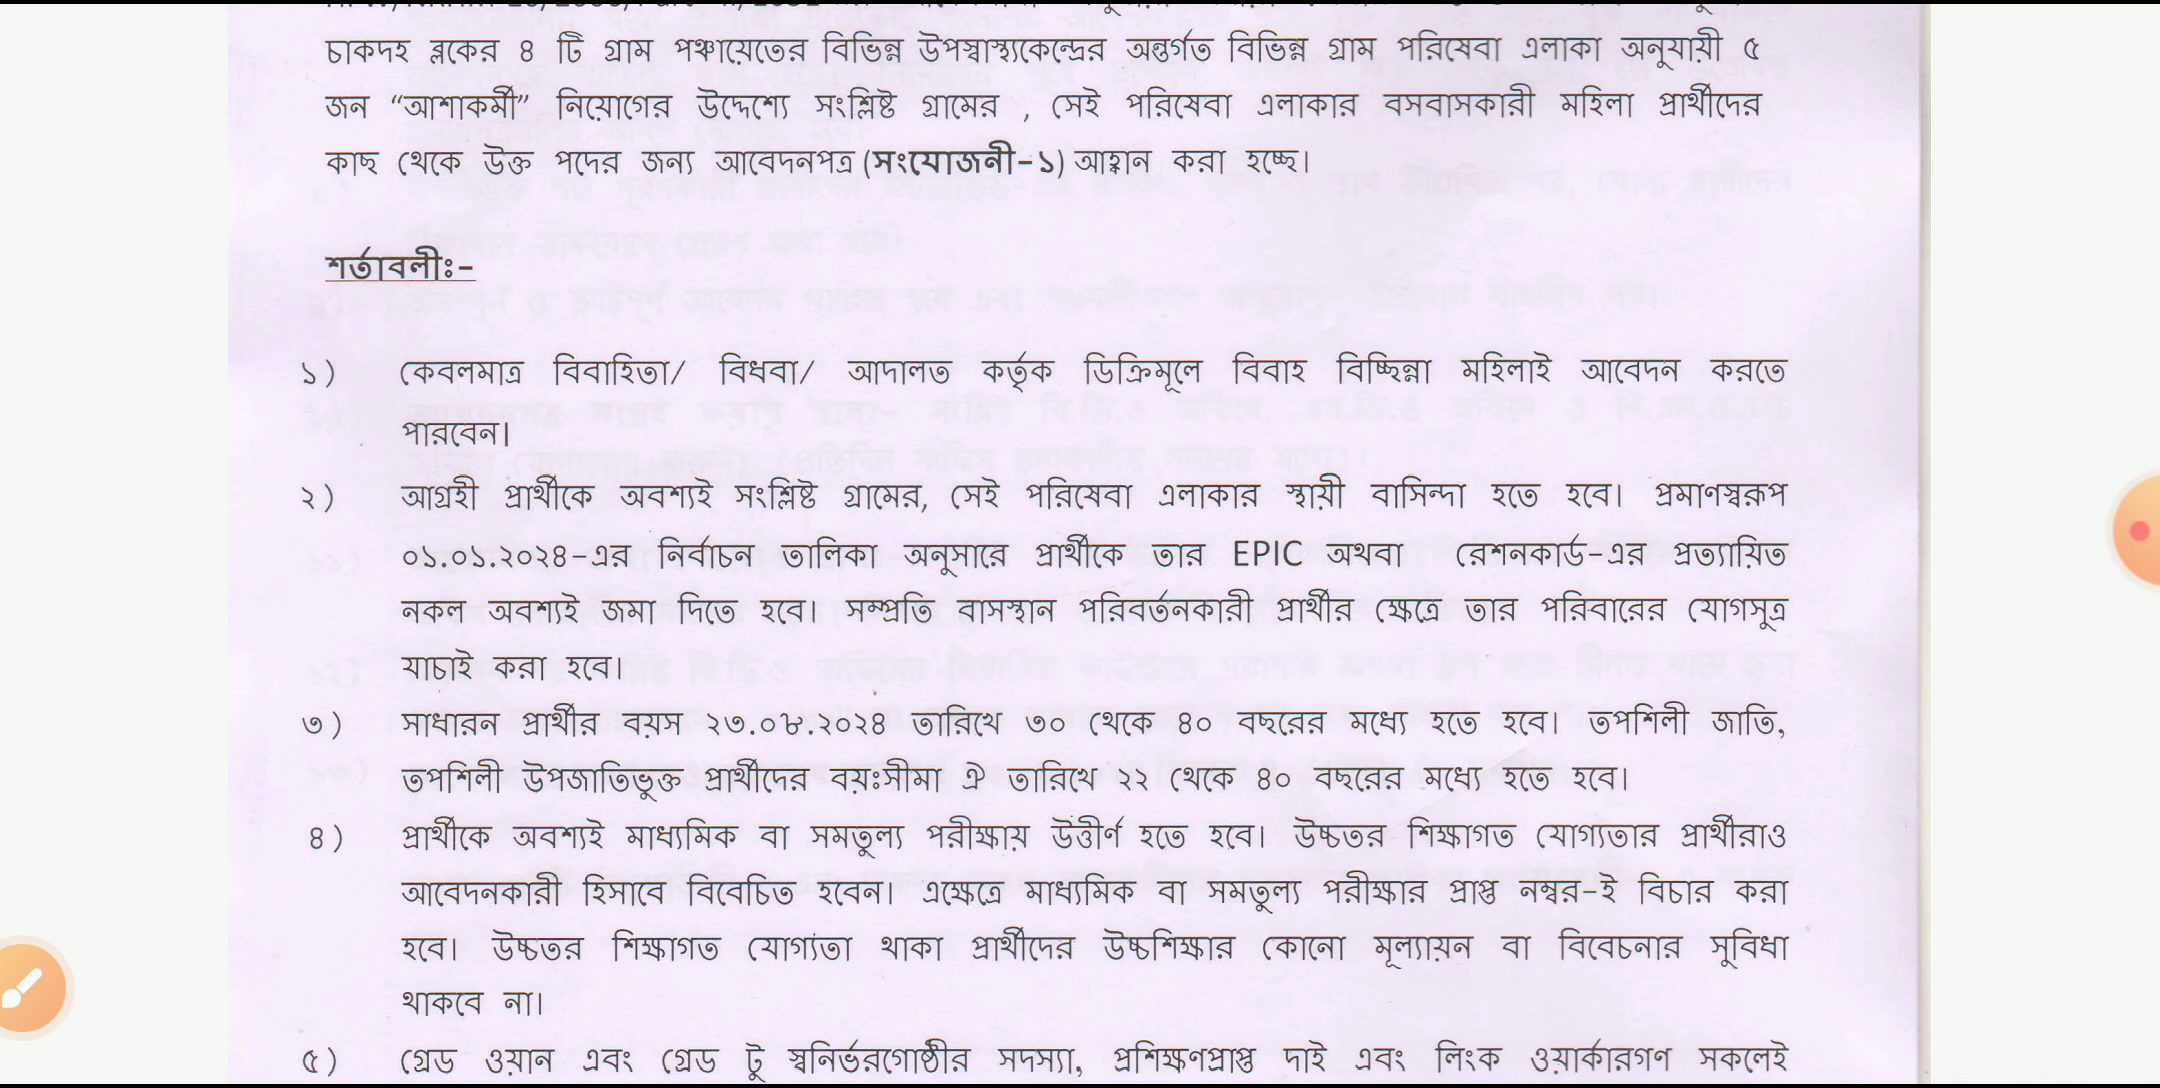 চাকদহ ব্লকের ৪ টি গ্রাম পঞ্চায়েতের বিভিন্ন উপস্বাস্থ্যকেন্দ্রের অন্তর্গত বিভিন্ন গ্রাম পরিষেবা এলাকা অনুযায়ী ৫
জন “আশাকর্মী” নিয়োগের উদ্দেশ্যে সংশ্লিষ্ট গ্রামের , সেই পরিষেবা এলাকার বসবাসকারী মহিলা প্রার্থীদের
কাছ থেকে উক্ত পদের জন্য আবেদনপত্র (সংযোজনী-১) আহ্বান করা হচ্ছে।
শর্তাবলীঃ-
১) কেবলমাত্র বিবাহিতা/ বিধবা/ আদালত কর্তৃক ডিক্রিমূলে বিবাহ বিচ্ছিন্না মহিলাই আবেদন করতে
পারবেন।
২) আগ্রহী প্রার্থীকে অবশ্যই সংশ্লিষ্ট গ্রামের, সেই পরিষেবা এলাকার স্থায়ী বাসিন্দা হতে হবে। প্রমাণস্বরূপ
০১.০১.২০২৪-এর নির্বাচন তালিকা অনুসারে প্রার্থীকে তার EPIC অথবা রেশনকার্ড-এর প্রত্যায়িত
নকল অবশ্যই জমা দিতে হবে। সম্প্রতি বাসস্থান পরিবর্তনকারী প্রার্থীর ক্ষেত্রে তার পরিবারের যোগসূত্র
যাচাই করা হবে।
৩) সাধারন প্রার্থীর বয়স ২৩.০৮.২০২৪ তারিখে ৩০ থেকে ৪০ বছরের মধ্যে হতে হবে। তপশিলী জাতি,
তপশিলী উপজাতিভুক্ত প্রার্থীদের বয়ঃসীমা ঐ তারিখে ২২ থেকে ৪০ বছরের মধ্যে হতে হবে।
৪) প্রার্থীকে অবশ্যই মাধ্যমিক বা সমতুল্য পরীক্ষায় উত্তীর্ণ হতে হবে। উচ্চতর শিক্ষাগত যোগ্যতার প্রার্থীরাও
আবেদনকারী হিসাবে বিবেচিত হবেন। এক্ষেত্রে মাধ্যমিক বা সমতুল্য পরীক্ষার প্রাপ্ত নম্বর-ই বিচার করা
হবে। উচ্চতর শিক্ষাগত যোগ্যতা থাকা প্রার্থীদের উচ্চশিক্ষার কোনো মূল্যায়ন বা বিবেচনার সুবিধা
থাকবে না।
৫) গ্রেড ওয়ান এবং গ্রেড টু স্বনির্ভরগোষ্ঠীর সদস্যা, প্রশিক্ষণপ্রাপ্ত দাই এবং লিংক ওয়ার্কারগণ সকলেই